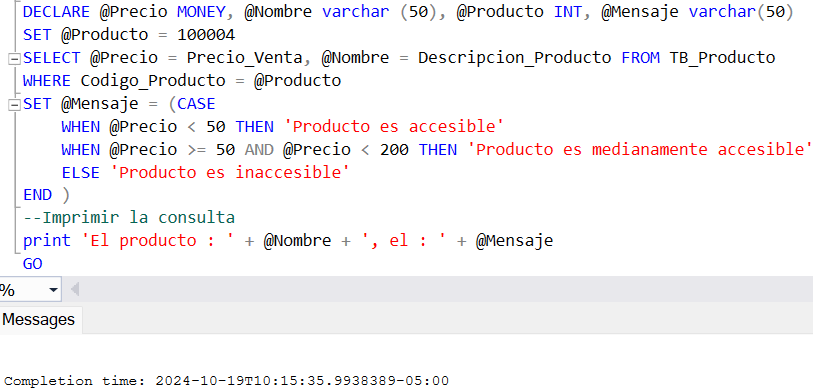 DECLARE @Precio MONEY, @Nombre varchar (50), @Producto INT, @Mensaje varchar(50)
SET @Producto = 100004
SELECT @Precio = Precio_Venta, @Nombre = Descripcion_Producto FROM TB_Producto
WHERE Codigo_Producto = @Producto
SET @Mensaje = (CASE
WHEN @Precio < 50 THEN 'Producto es accesible'
WHEN @Precio >= 50 AND @Precio < 200 THEN 'Producto es medianamente accesible'
ELSE 'Producto es inaccesible'
END )
--Imprimir la consulta
print 'El producto : ' + @Nombre + ', el : ' + @Mensaje
GO
%
Messages
Completion time: 2024-10-19T10:15:35.9938389-05:00